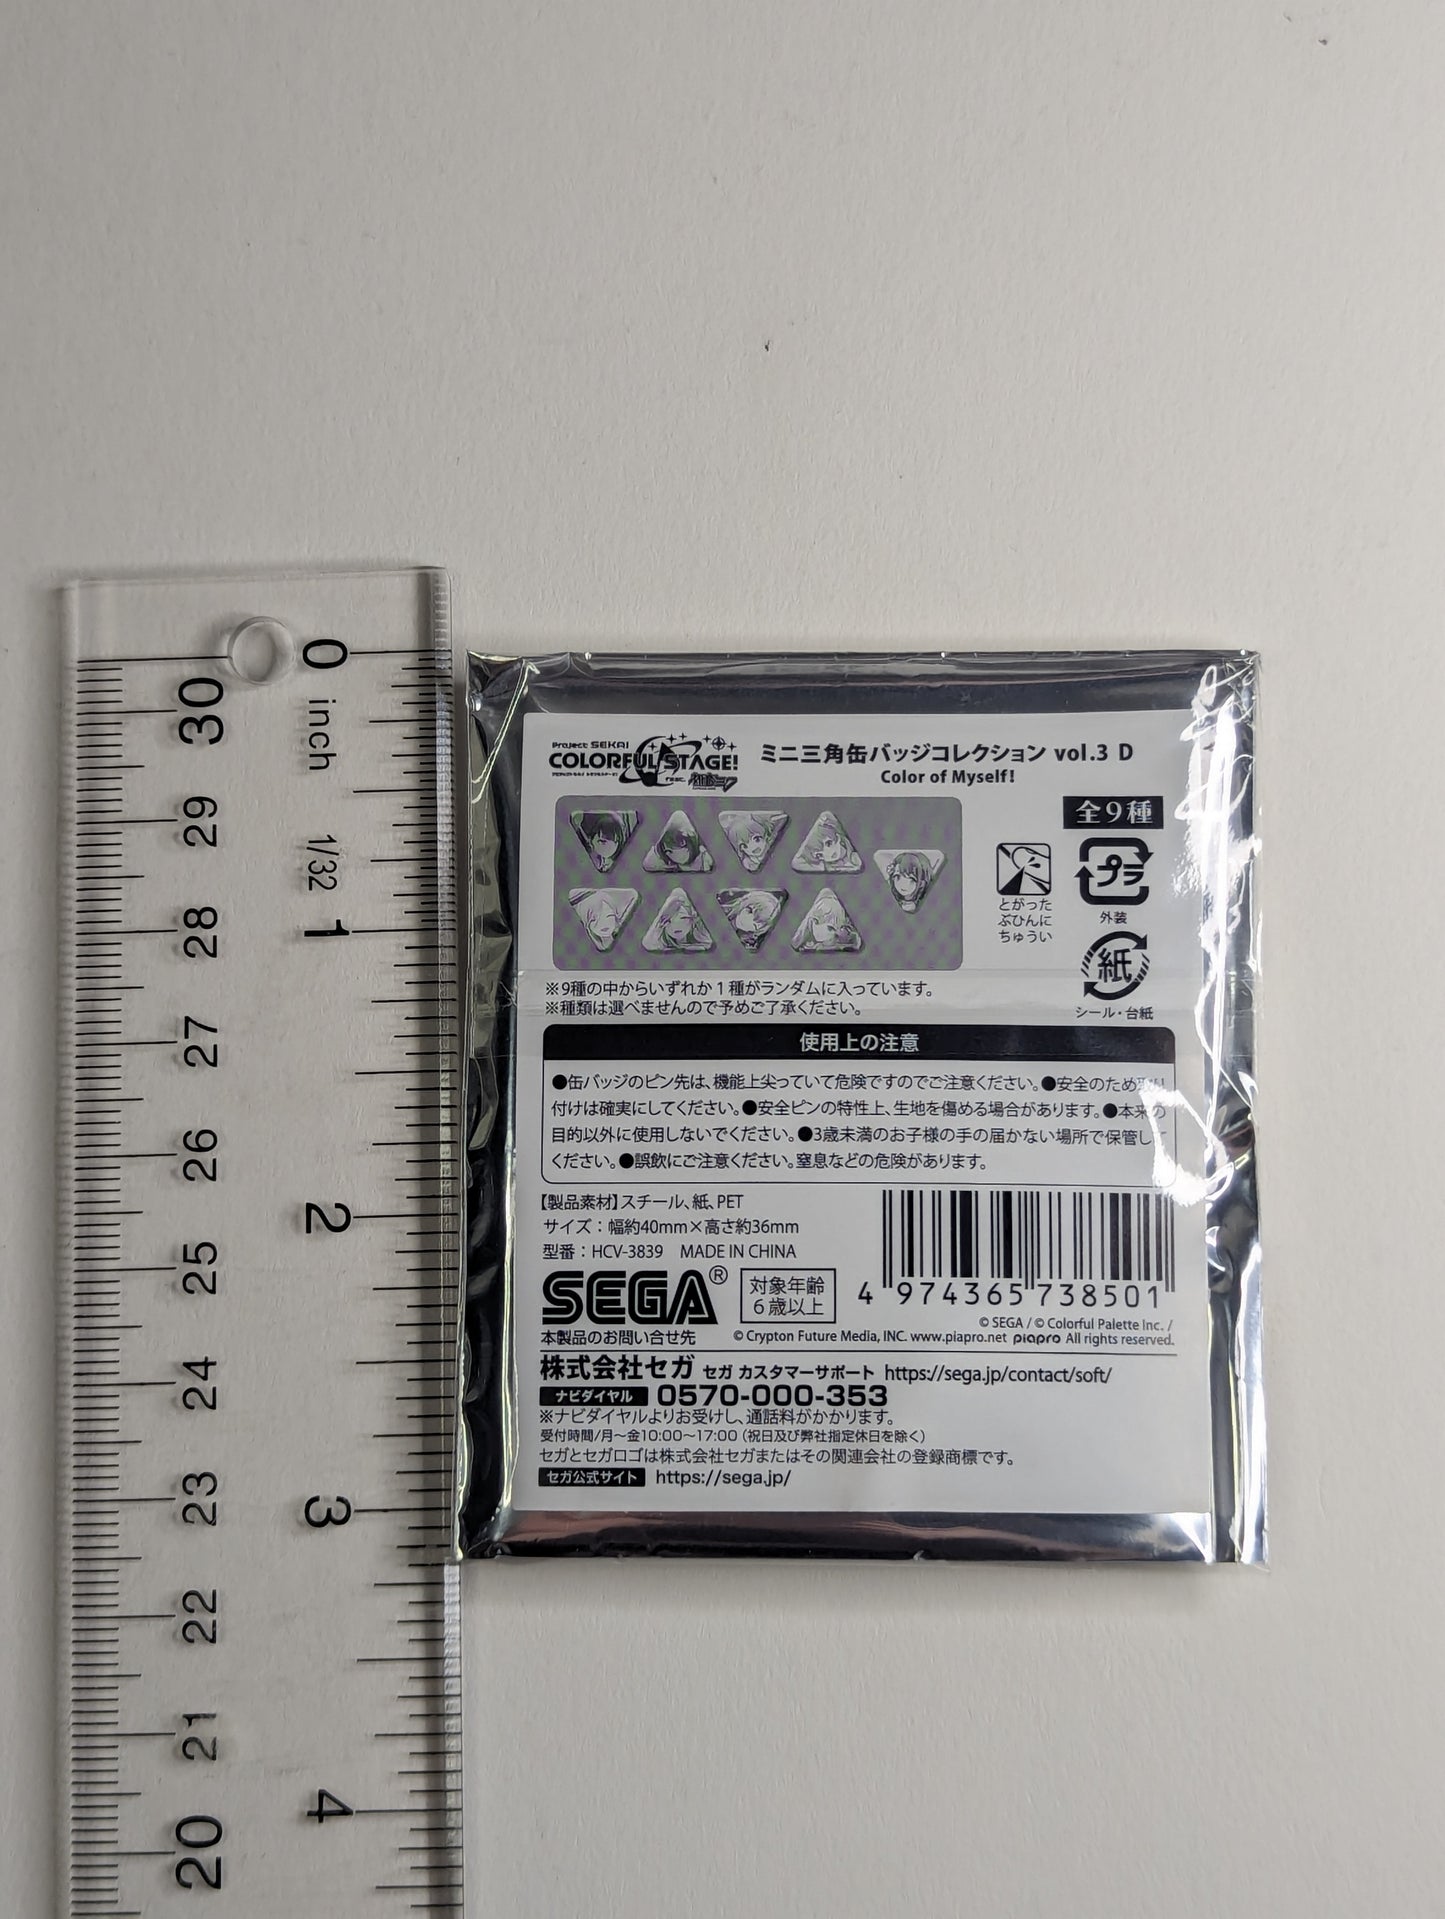 0 inch 1/32
1
2
3
4
30
29
28
27
26
25
24
23
22
21
20
Project SEKAI
COLORFUL STAGE!
feat. 初音ミク
ミニ三角缶バッジコレクション vol.3 D
Color of Myself!
全9種
とがった
ぶひんに
ちゅうい
プラ
外装
紙
シール・台紙
※9種の中からいずれか1種がランダムに入っています。
※種類は選べませんので予めご了承ください。
使用上の注意
●缶バッジのピン先は、機能上尖っていて危険ですのでご注意ください。●安全のため取り
付けは確実にしてください。●安全ピンの特性上、生地を傷める場合があります。●本来の
目的以外に使用しないでください。●3歳未満のお子様の手の届かない場所で保管して
ください。●誤飲にご注意ください。窒息などの危険があります。
【製品素材】スチール、紙、PET
サイズ：幅約40mm×高さ約36mm
型番：HCV-3839 MADE IN CHINA
SEGA®
対象年齢
6歳以上
4 974365 738501
© SEGA / © Colorful Palette Inc. /
© Crypton Future Media, INC. www.piapro.net piapro All rights reserved.
本製品のお問い合せ先
株式会社セガ セガ カスタマーサポート https://sega.jp/contact/soft/
ナビダイヤル 0570-000-353
※ナビダイヤルよりお受けし、通話料がかかります。
受付時間/月～金10:00～17:00（祝日及び弊社指定休日を除く）
セガとセガロゴは株式会社セガまたはその関連会社の登録商標です。
セガ公式サイト https://sega.jp/